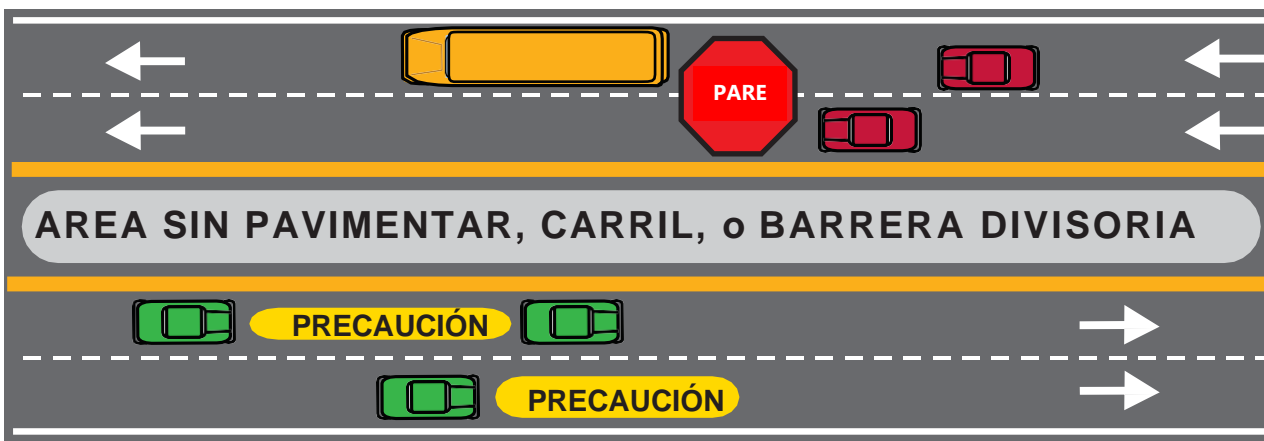 PARE
AREA SIN PAVIMENTAR, CARRIL, o BARRERA DIVISORIA
PRECAUCIÓN
PRECAUCIÓN